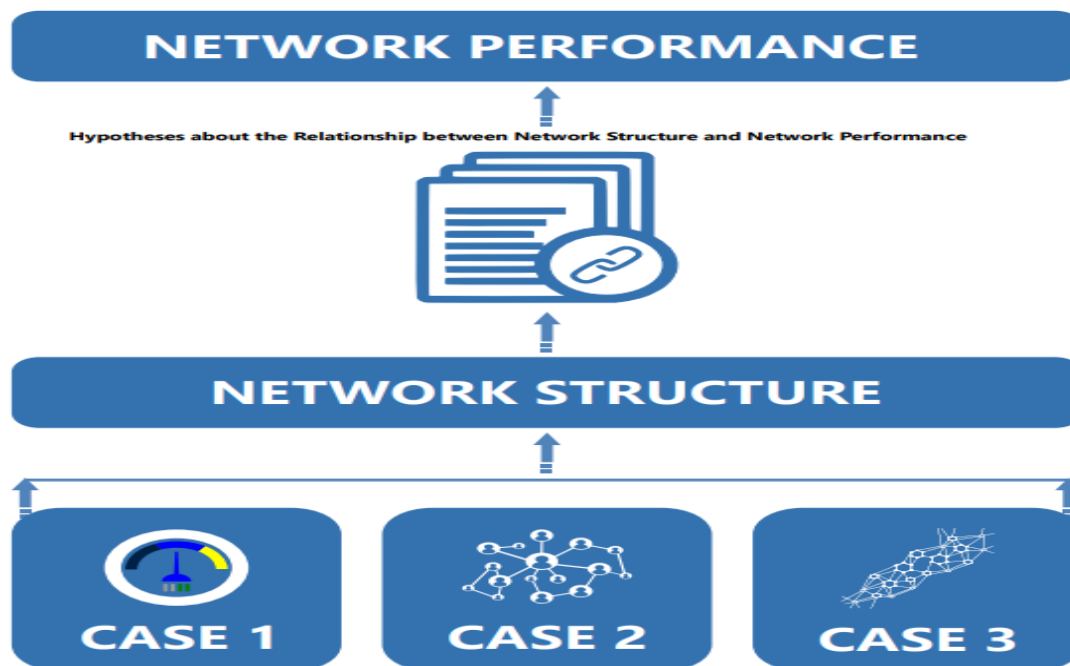 NETWORK PERFORMANCE
Hypotheses about the Relationship between Network Structure and Network Performance
NETWORK STRUCTURE
CASE 1
CASE 2
CASE 3